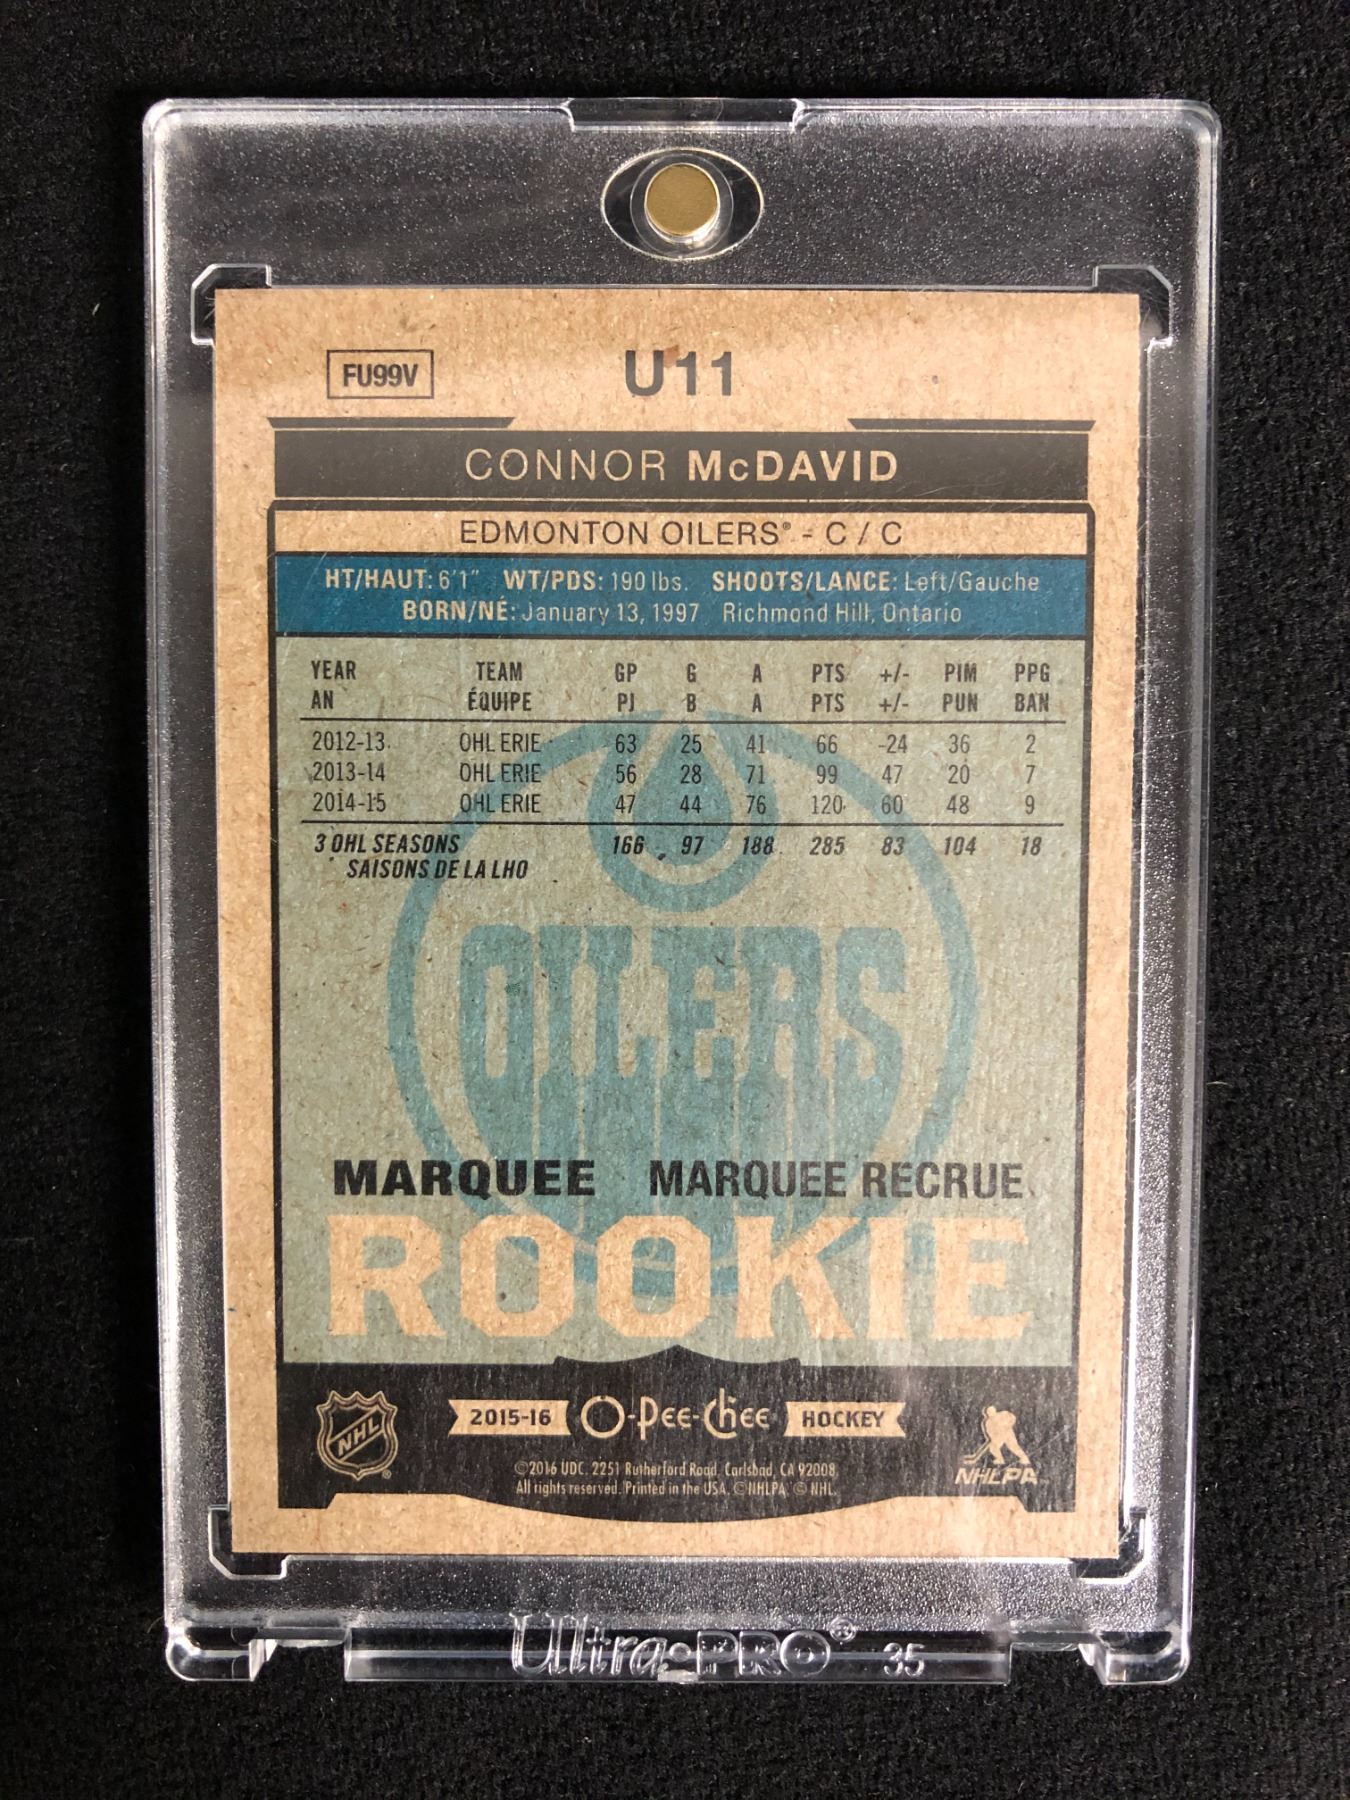 FU99V
U11
CONNOR McDAVID
EDMONTON OILERS® - C / C
HT/HAUT: 6'1" WT/PDS: 190 lbs. SHOOTS/LANCE: Left/Gauche
BORN/NÉ: January 13, 1997 Richmond Hill, Ontario
YEAR TEAM GP G A PTS +/- PIM PPG
AN ÉQUIPE PJ B A PTS +/- PUN BAN
2012-13 OHL ERIE 63 25 41 66 -24 36 2
2013-14 OHL ERIE 56 28 71 99 47 20 7
2014-15 OHL ERIE 47 44 76 120 60 48 9
3 OHL SEASONS 166 97 188 285 83 104 18
SAISONS DE LA LHO
OILERS
MARQUEE MARQUEE RECRUE
ROOKIE
NHL
2015-16 O-Pee-Chee HOCKEY
NHLPA
©2016 UDC. 2251 Rutherford Road, Carlsbad, CA 92008.
All rights reserved. Printed in the USA. ©NHLPA © NHL.
Ultra•PRO® 35